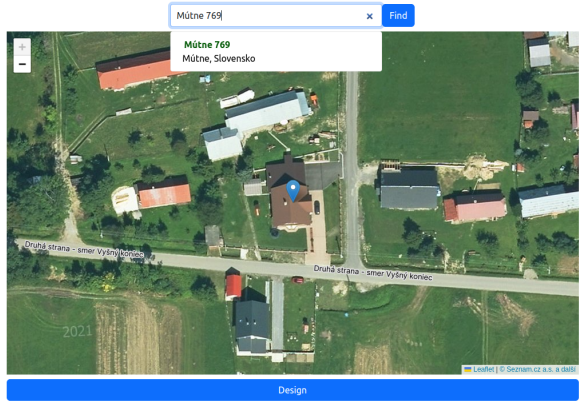 Mútne 769
×
Find
Mútne 769
Mútne, Slovensko
+
−
Druhá strana - smer Vyšný koniec
Druhá strana - smer Vyšný koniec
2021
Leaflet | © Seznam.cz a.s. a další
Design